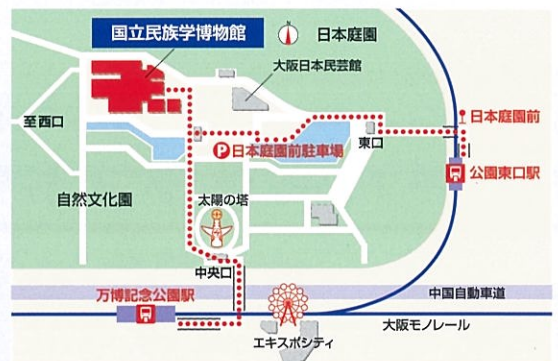 国立民族学博物館
N
日本庭園
大阪日本民芸館
至西口
日本庭園前
P日本庭園前駐車場
東口
公園東口駅
自然文化園
太陽の塔
中央口
万博記念公園駅
中国自動車道
大阪モノレール
エキスポシティ